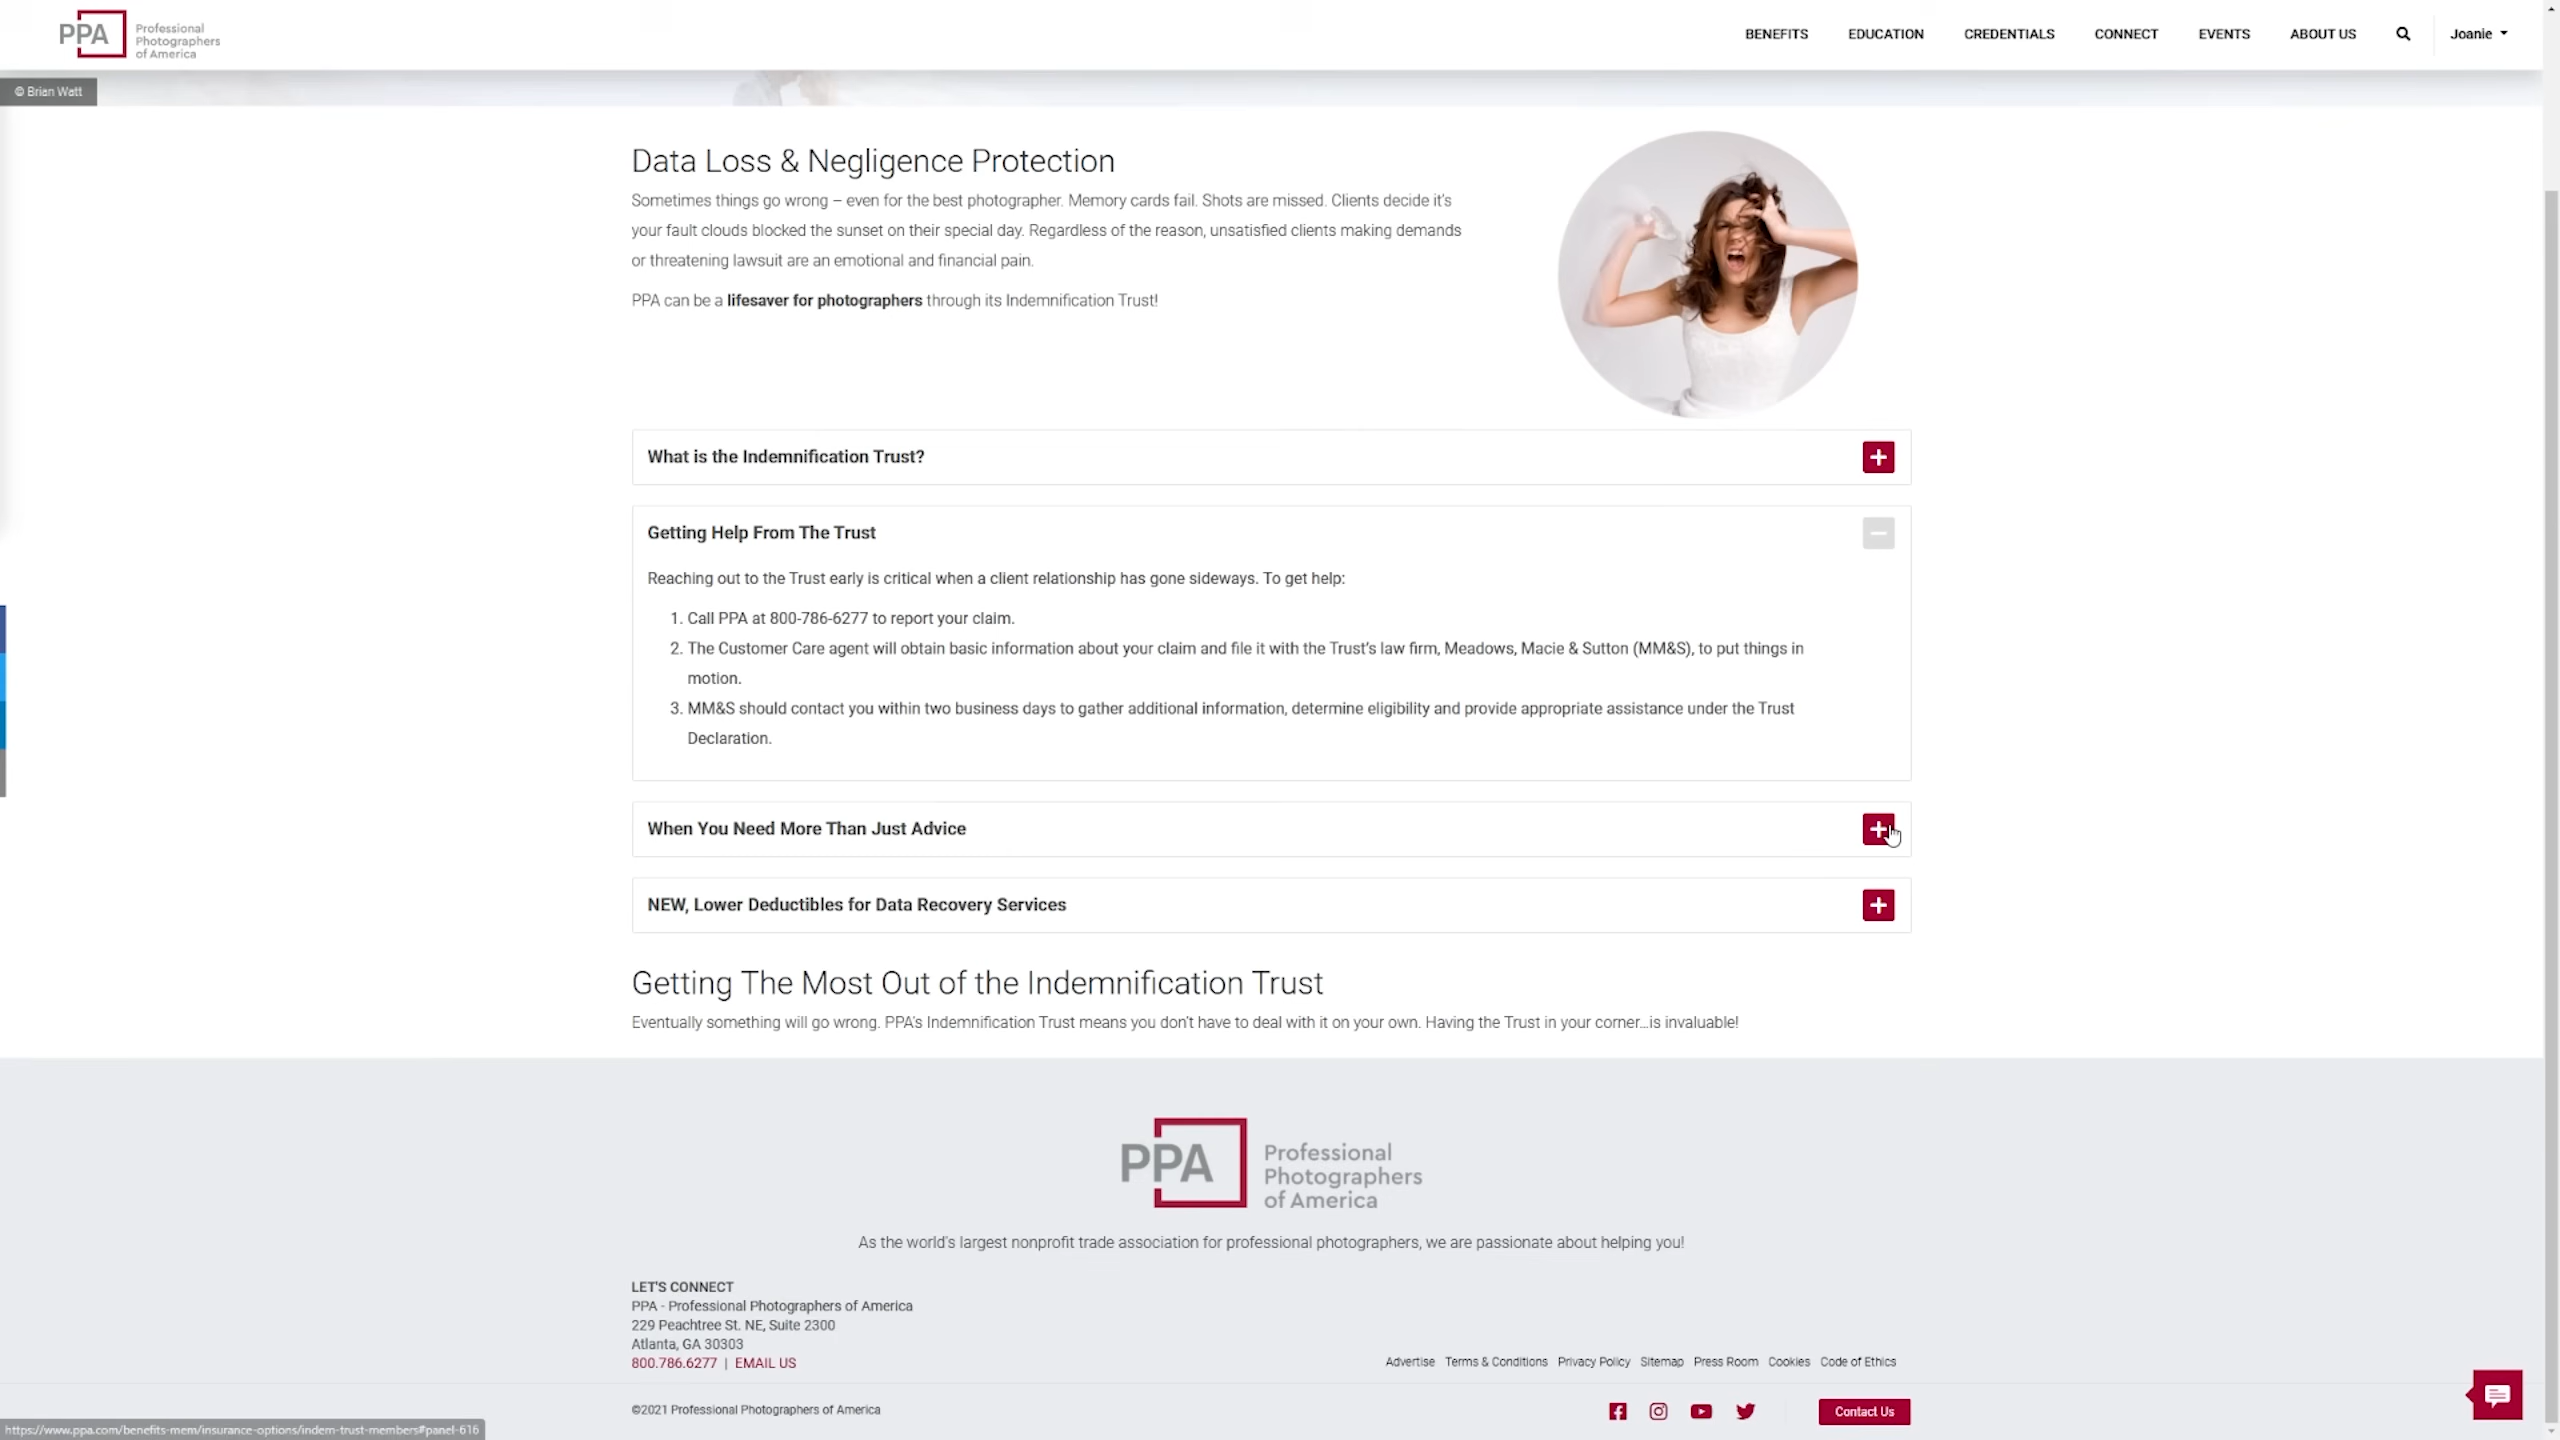 PPA Professional
Photographers
of America
BENEFITS EDUCATION CREDENTIALS CONNECT EVENTS ABOUT US Joanie
© Brian Watt
Data Loss & Negligence Protection
Sometimes things go wrong – even for the best photographer. Memory cards fail. Shots are missed. Clients decide it's
your fault clouds blocked the sunset on their special day. Regardless of the reason, unsatisfied clients making demands
or threatening lawsuit are an emotional and financial pain.
PPA can be a lifesaver for photographers through its Indemnification Trust!
What is the Indemnification Trust?
Getting Help From The Trust
Reaching out to the Trust early is critical when a client relationship has gone sideways. To get help:
1. Call PPA at 800-786-6277 to report your claim.
2. The Customer Care agent will obtain basic information about your claim and file it with the Trust's law firm, Meadows, Macie & Sutton (MM&S), to put things in
motion.
3. MM&S should contact you within two business days to gather additional information, determine eligibility and provide appropriate assistance under the Trust
Declaration.
When You Need More Than Just Advice
NEW, Lower Deductibles for Data Recovery Services
Getting The Most Out of the Indemnification Trust
Eventually something will go wrong. PPA's Indemnification Trust means you don't have to deal with it on your own. Having the Trust in your corner...is invaluable!
PPA Professional
Photographers
of America
As the world's largest nonprofit trade association for professional photographers, we are passionate about helping you!
LET'S CONNECT
PPA - Professional Photographers of America
229 Peachtree St. NE, Suite 2300
Atlanta, GA 30303
800.786.6277 | EMAIL US
Advertise Terms & Conditions Privacy Policy Sitemap Press Room Cookies Code of Ethics
©2021 Professional Photographers of America
Contact Us
https://www.ppa.com/benefits-mem/insurance-options/indem-trust-members#panel-616